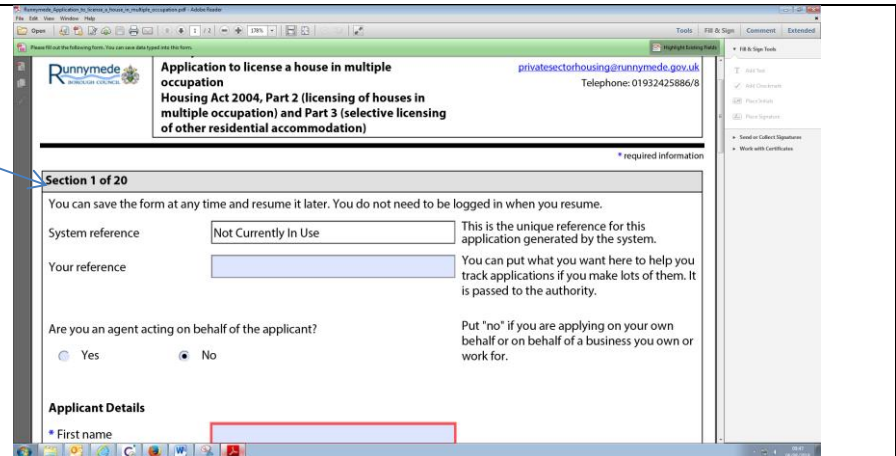 Runnymede_Application_to_license_a_house_in_multiple_occupation.pdf - Adobe Reader
File Edit View Window Help
Open 1 / 2 178% Tools Fill & Sign Comment Extended
Please fill out the following form. You can save data typed into this form. Highlight Existing Fields
Runnymede
BOROUGH COUNCIL
Application to license a house in multiple
occupation
Housing Act 2004, Part 2 (licensing of houses in
multiple occupation) and Part 3 (selective licensing
of other residential accommodation)
privatesectorhousing@runnymede.gov.uk
Telephone: 01932425886/8
* required information
Section 1 of 20
You can save the form at any time and resume it later. You do not need to be logged in when you resume.
System reference
Not Currently In Use
This is the unique reference for this
application generated by the system.
Your reference
You can put what you want here to help you
track applications if you make lots of them. It
is passed to the authority.
Are you an agent acting on behalf of the applicant?
Yes No
Put "no" if you are applying on your own
behalf or on behalf of a business you own or
work for.
Applicant Details
* First name
Fill & Sign Tools
Add Text
Add Checkmark
Place Initials
Place Signature
Send or Collect Signatures
Work with Certificates